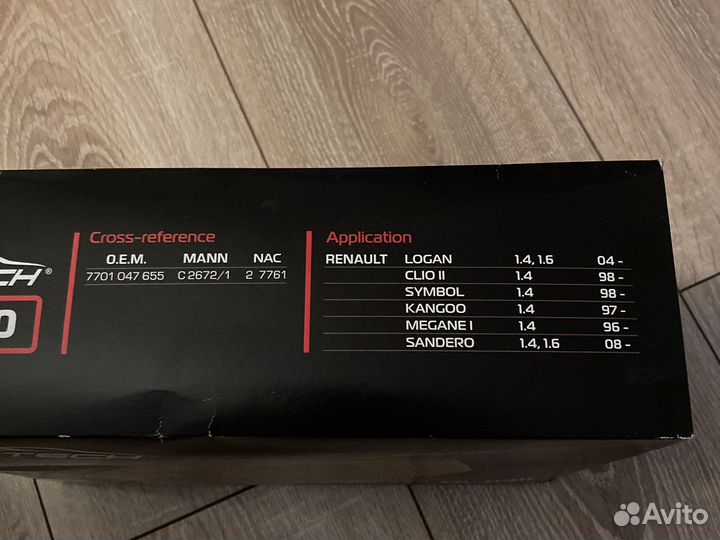 Cross-reference
O.E.M. MANN NAC
7701 047 655 C 2672/1 2 7761
CH®
0
Application
RENAULT LOGAN 1.4, 1.6 04 -
CLIO II 1.4 98 -
SYMBOL 1.4 98 -
KANGOO 1.4 97 -
MEGANE I 1.4 96 -
SANDERO 1.4, 1.6 08 -
Avito